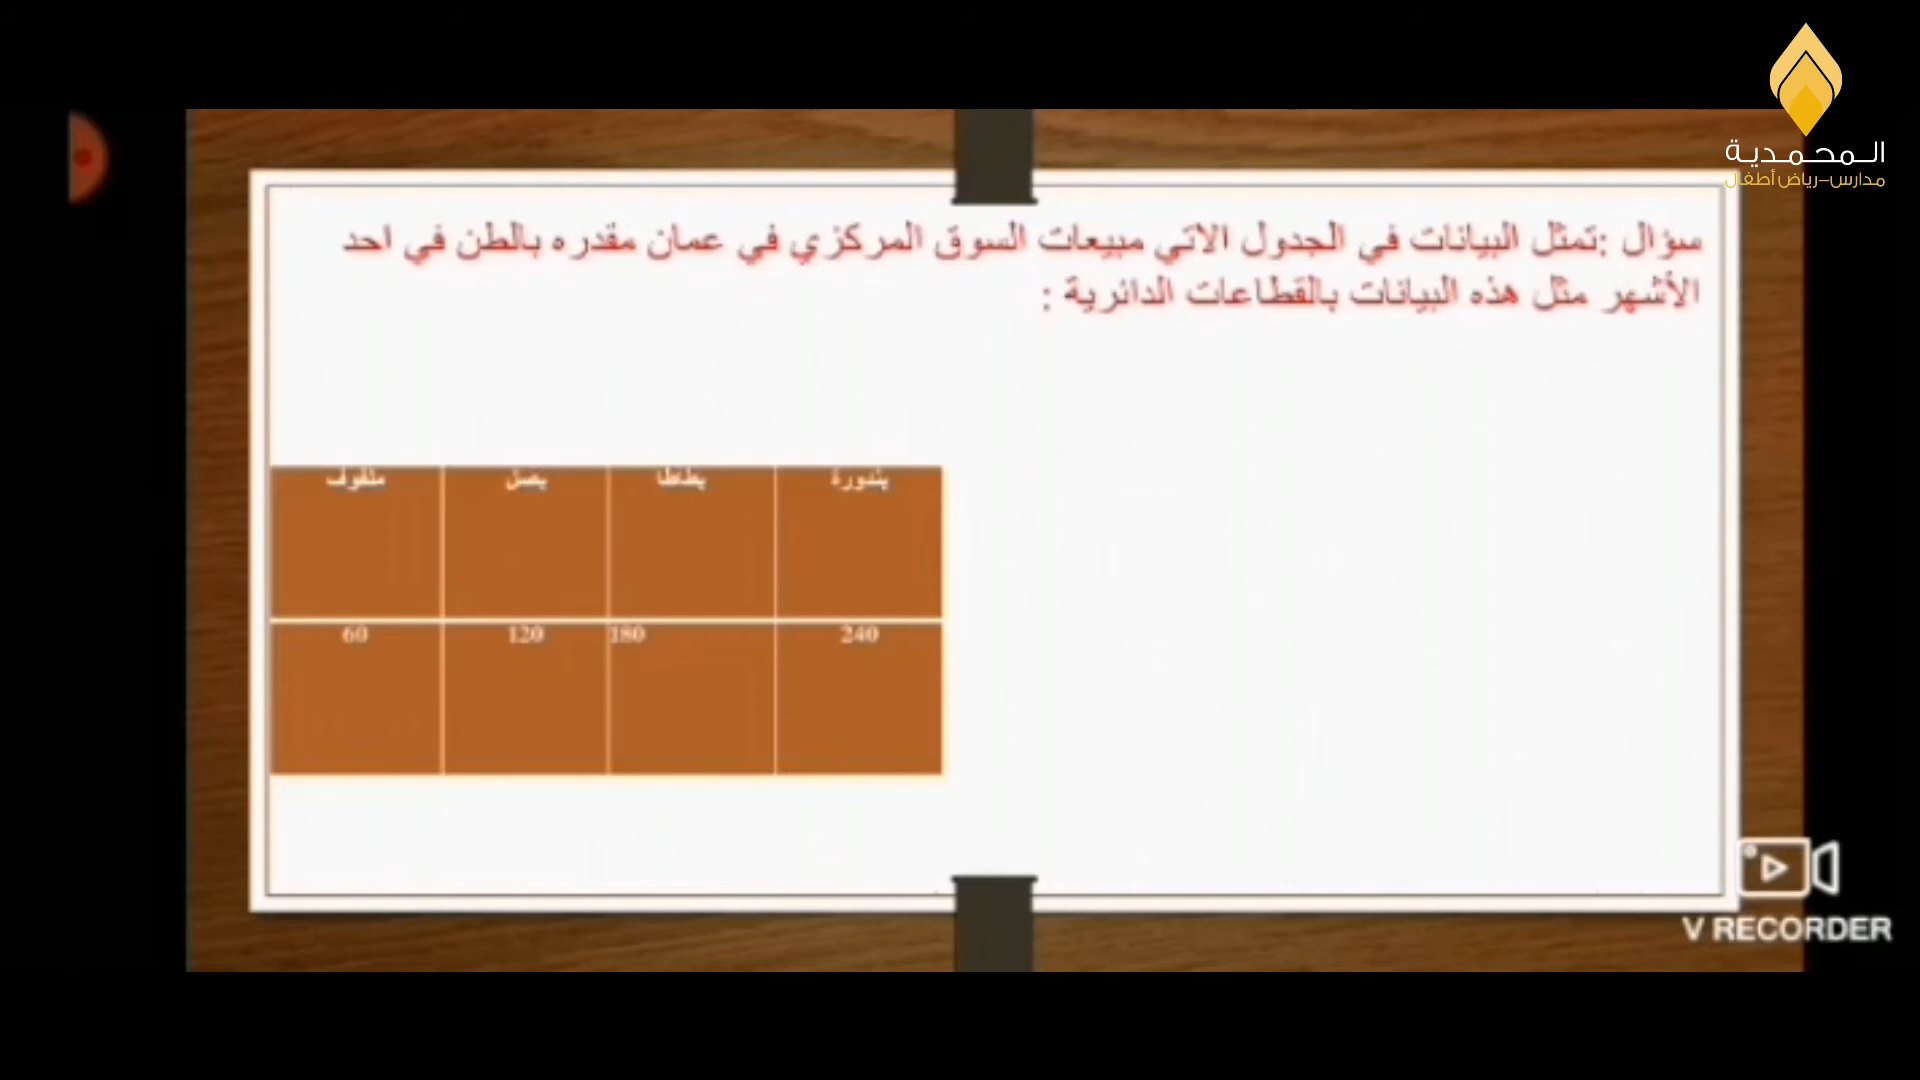 المحمدية
مدارس-رياض أطفال
سؤال :تمثل البيانات في الجدول الاتي مبيعات السوق المركزي في عمان مقدره بالطن في احد
الأشهر مثل هذه البيانات بالقطاعات الدائرية :
بندورة بطاطا بصل ملفوف
240 180 120 60
V RECORDER